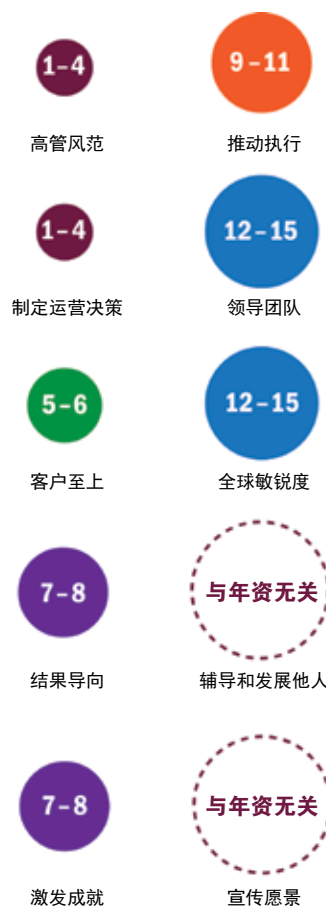 1–4
高管风范
9–11
推动执行
1–4
制定运营决策
12–15
领导团队
5–6
客户至上
12–15
全球敏锐度
7–8
结果导向
与年资无关
辅导和发展他人
7–8
激发成就
与年资无关
宣传愿景